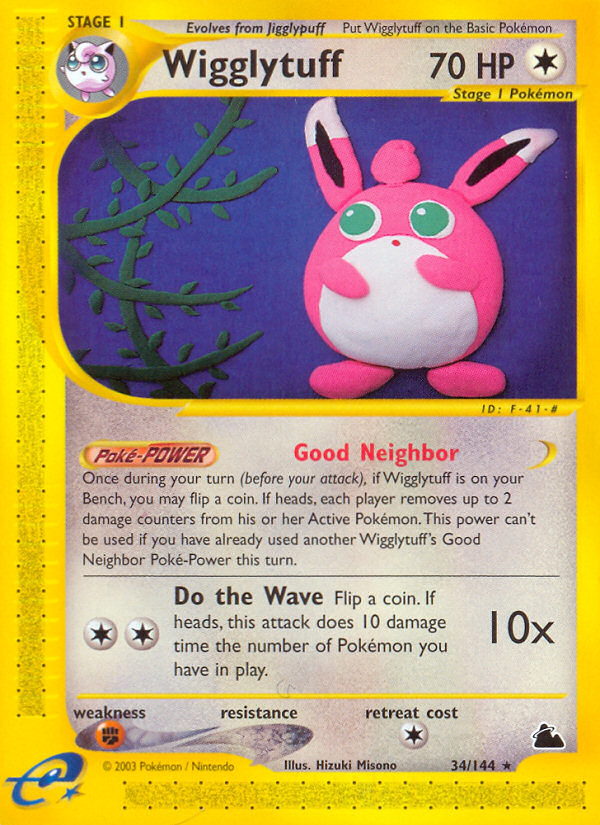 STAGE 1
Evolves from Jigglypuff Put Wigglytuff on the Basic Pokémon
Wigglytuff 70 HP
Stage 1 Pokémon
ID: F-41-#
Poké-POWER Good Neighbor
Once during your turn (before your attack), if Wigglytuff is on your
Bench, you may flip a coin. If heads, each player removes up to 2
damage counters from his or her Active Pokémon. This power can't
be used if you have already used another Wigglytuff's Good
Neighbor Poké-Power this turn.
Do the Wave Flip a coin. If
heads, this attack does 10 damage
time the number of Pokémon you
have in play.
10x
weakness resistance retreat cost
Illus. Hizuki Misono 34/144
© 2003 Pokémon / Nintendo
e